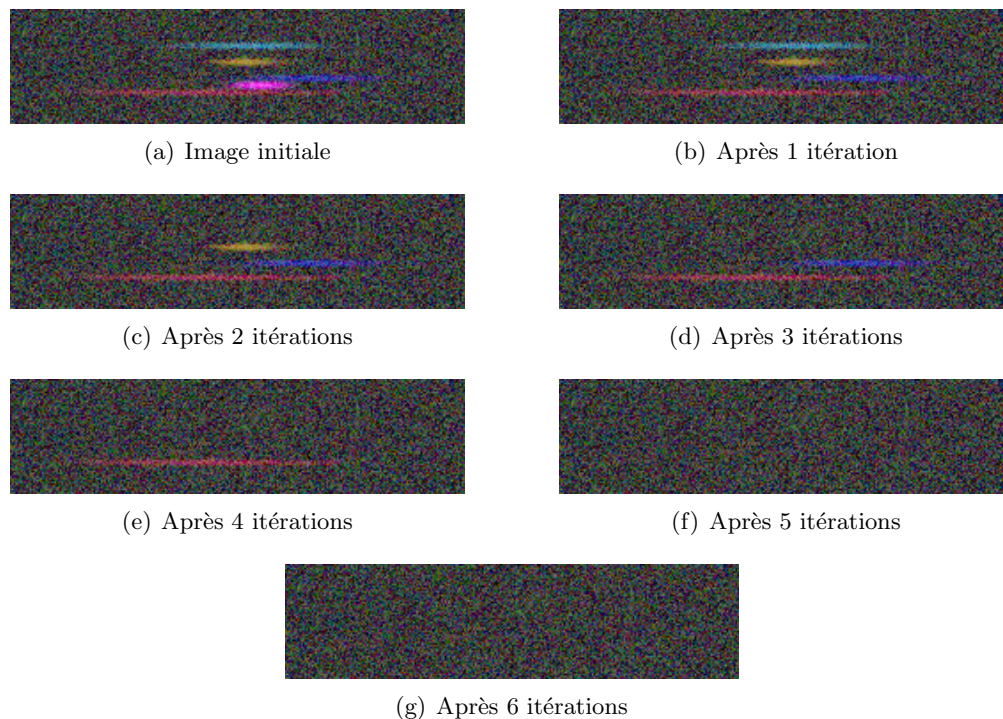 (a) Image initiale
(b) Après 1 itération
(c) Après 2 itérations
(d) Après 3 itérations
(e) Après 4 itérations
(f) Après 5 itérations
(g) Après 6 itérations